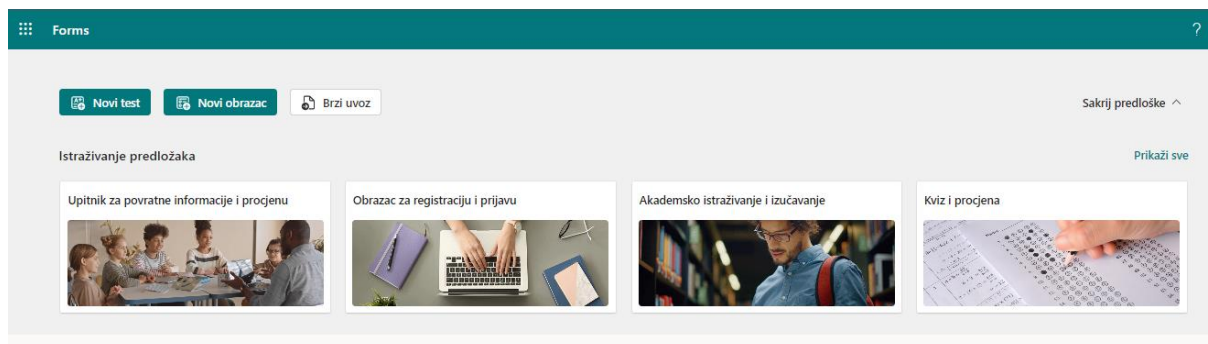 Forms
?
Novi test
Novi obrazac
Brzi uvoz
Sakrij predloške
Istraživanje predložaka
Prikaži sve
Upitnik za povratne informacije i procjenu
Obrazac za registraciju i prijavu
Akademsko istraživanje i izučavanje
Kviz i procjena